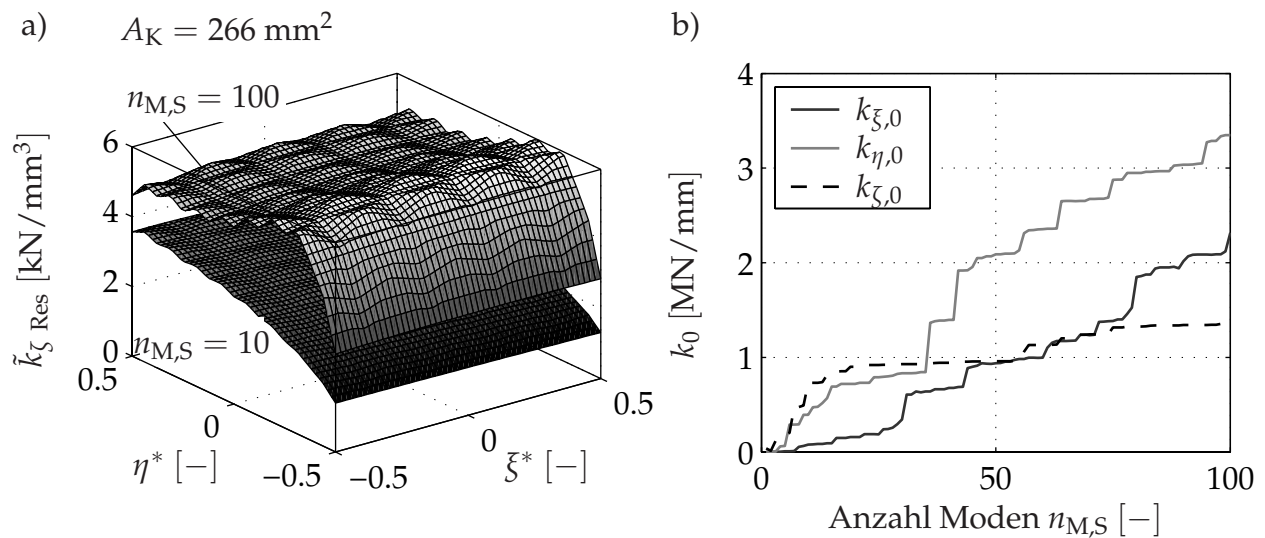 a)
A_K = 266 mm²
n_M,S = 100
n_M,S = 10
k̃_ζ Res [kN/mm³]
6
4
2
0
0.5
0
−0.5
η* [−]
−0.5
0
0.5
ξ* [−]
b)
k_ξ,0
k_η,0
k_ζ,0
k_0 [MN/mm]
4
3
2
1
0
0
50
100
Anzahl Moden n_M,S [−]